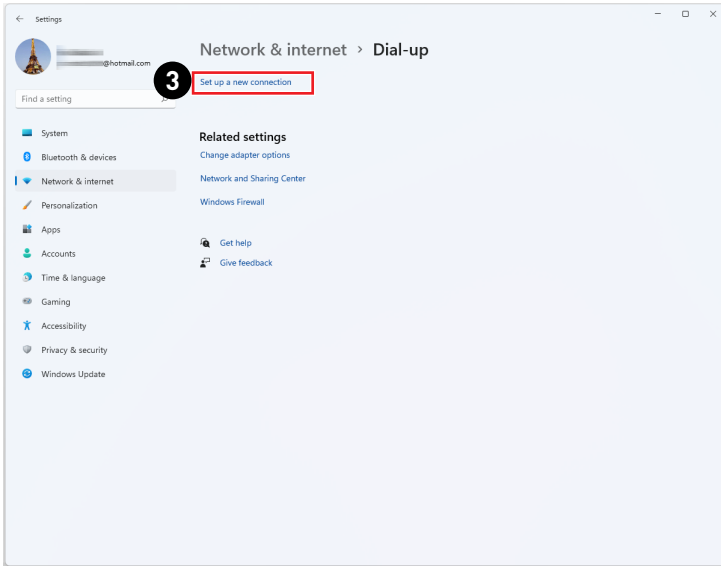 Settings
@hotmail.com
Find a setting
System
Bluetooth & devices
Network & internet
Personalization
Apps
Accounts
Time & language
Gaming
Accessibility
Privacy & security
Windows Update
Network & internet > Dial-up
3
Set up a new connection
Related settings
Change adapter options
Network and Sharing Center
Windows Firewall
Get help
Give feedback